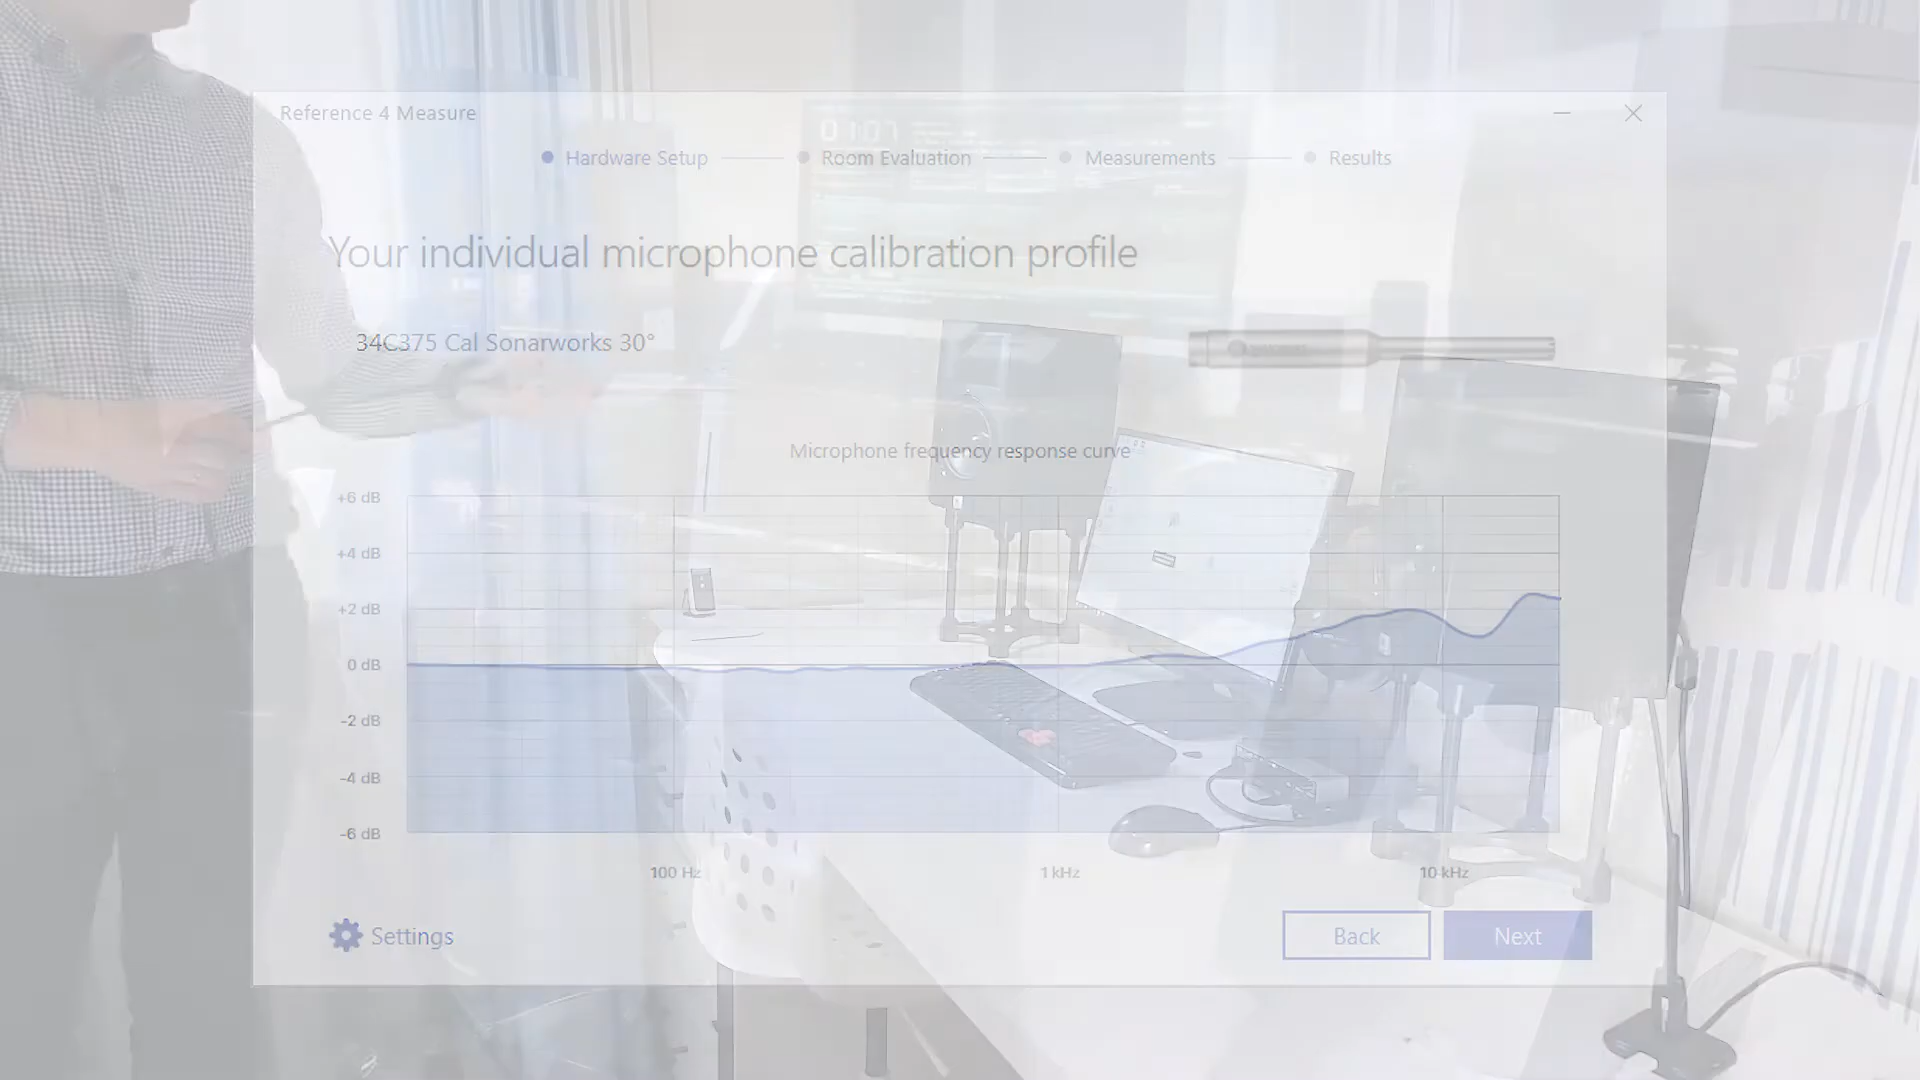 01:07
Reference 4 Measure
Hardware Setup
Room Evaluation
Measurements
Results
Your individual microphone calibration profile
34C375 Cal Sonarworks 30°
Microphone frequency response curve
+6 dB
+4 dB
+2 dB
0 dB
-2 dB
-4 dB
-6 dB
100 Hz
1 kHz
10 kHz
Settings
Back
Next